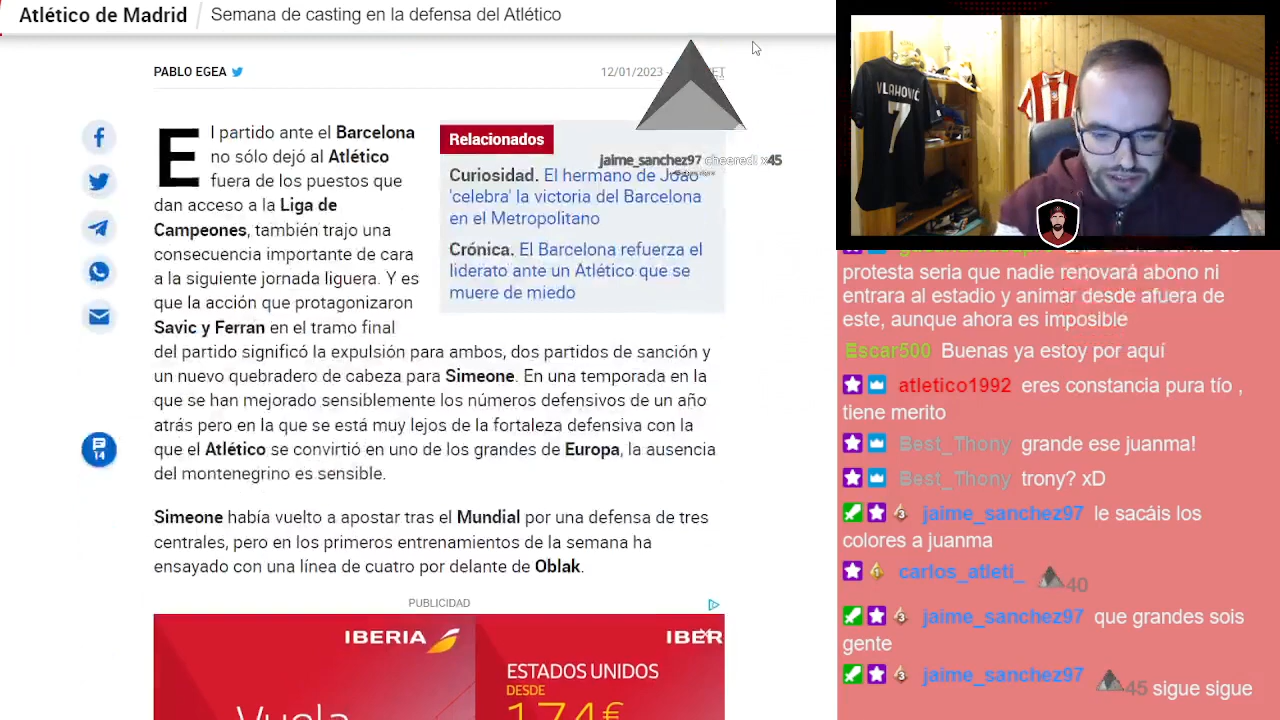 Atlético de Madrid
Semana de casting en la defensa del Atlético
PABLO EGEA
12/01/2023 -
jaime_sanchez97 cheered! x45
El partido ante el Barcelona
no sólo dejó al Atlético
fuera de los puestos que
dan acceso a la Liga de
Campeones, también trajo una
consecuencia importante de cara
a la siguiente jornada liguera. Y es
que la acción que protagonizaron
Savic y Ferran en el tramo final
del partido significó la expulsión para ambos, dos partidos de sanción y
un nuevo quebradero de cabeza para Simeone. En una temporada en la
que se han mejorado sensiblemente los números defensivos de un año
atrás pero en la que se está muy lejos de la fortaleza defensiva con la
que el Atlético se convirtió en uno de los grandes de Europa, la ausencia
del montenegrino es sensible.
Relacionados
Curiosidad. El hermano de Joao
'celebra' la victoria del Barcelona
en el Metropolitano
Crónica. El Barcelona refuerza el
liderato ante un Atlético que se
muere de miedo
14
Simeone había vuelto a apostar tras el Mundial por una defensa de tres
centrales, pero en los primeros entrenamientos de la semana ha
ensayado con una línea de cuatro por delante de Oblak.
PUBLICIDAD
IBERIA
Vuela
IBER
ESTADOS UNIDOS
DESDE
174€
VLAHOVIĆ
7
protesta seria que nadie renovará abono ni
entrara al estadio y animar desde afuera de
este, aunque ahora es imposible
Escar500 Buenas ya estoy por aquí
atletico1992 eres constancia pura tío ,
tiene merito
Best_Thony grande ese juanma!
Best_Thony trony? xD
3 jaime_sanchez97 le sacáis los
colores a juanma
1 carlos_atleti_ 40
3 jaime_sanchez97 que grandes sois
gente
3 jaime_sanchez97 45 sigue sigue